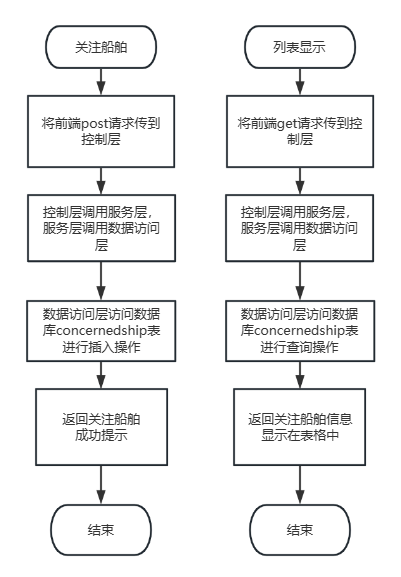 关注船舶
将前端post请求传到
控制层
控制层调用服务层，
服务层调用数据访问
层
数据访问层访问数据
库concernedship表
进行插入操作
返回关注船舶
成功提示
结束
列表显示
将前端get请求传到控
制层
控制层调用服务层，
服务层调用数据访问
层
数据访问层访问数据
库concernedship表
进行查询操作
返回关注船舶信息
显示在表格中
结束